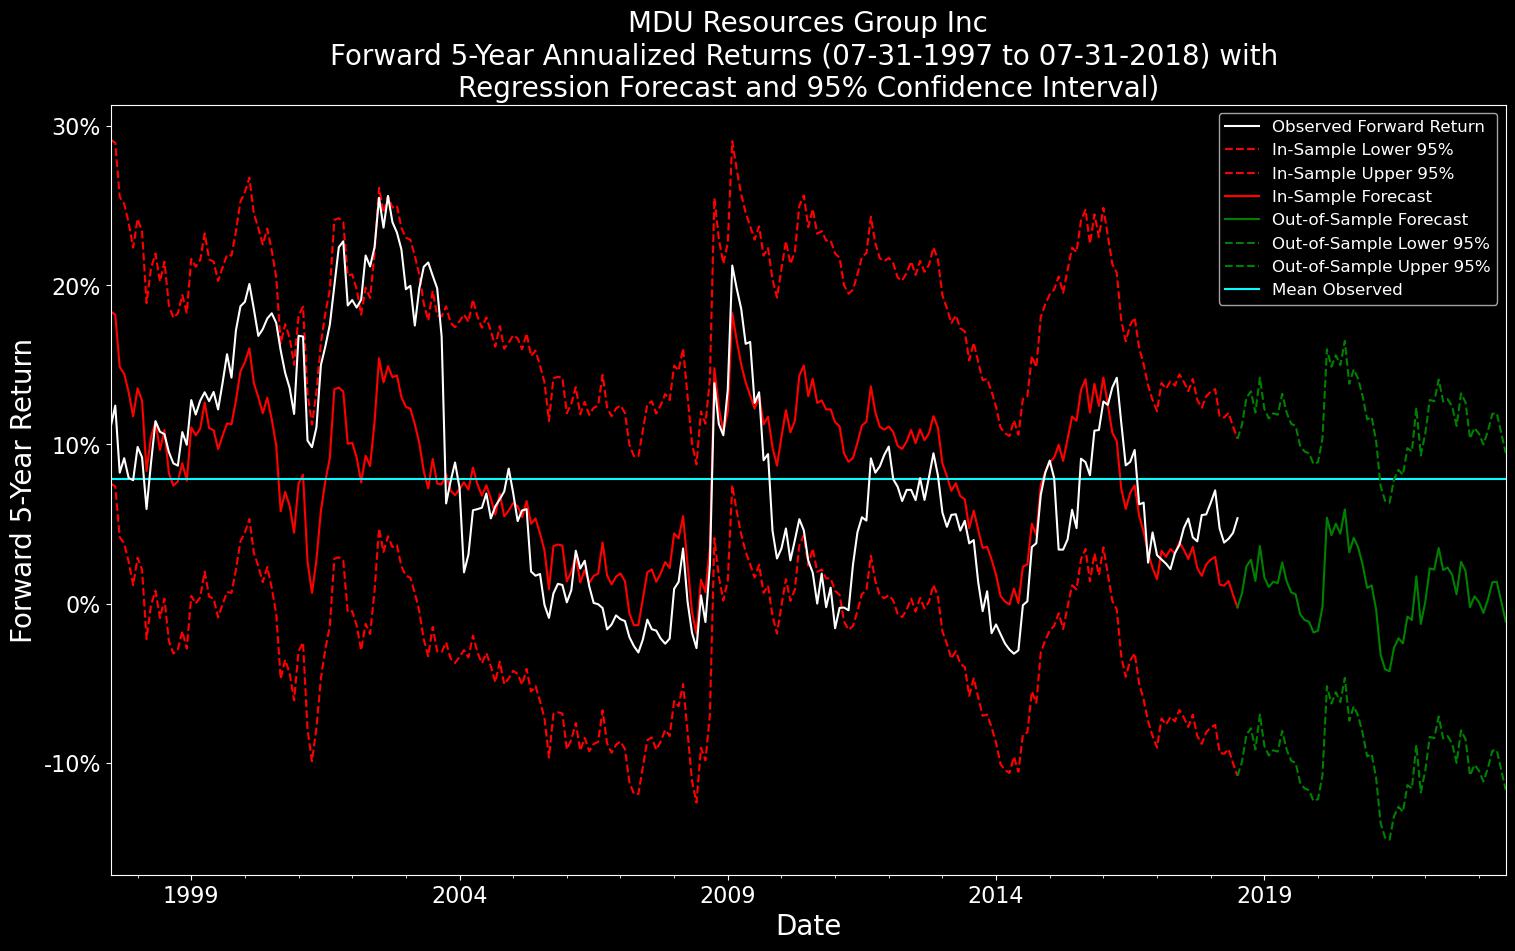 MDU Resources Group Inc
Forward 5-Year Annualized Returns (07-31-1997 to 07-31-2018) with
Regression Forecast and 95% Confidence Interval)
Forward 5-Year Return
30%
20%
10%
0%
-10%
Observed Forward Return
In-Sample Lower 95%
In-Sample Upper 95%
In-Sample Forecast
Out-of-Sample Forecast
Out-of-Sample Lower 95%
Out-of-Sample Upper 95%
Mean Observed
1999 2004 2009 2014 2019
Date